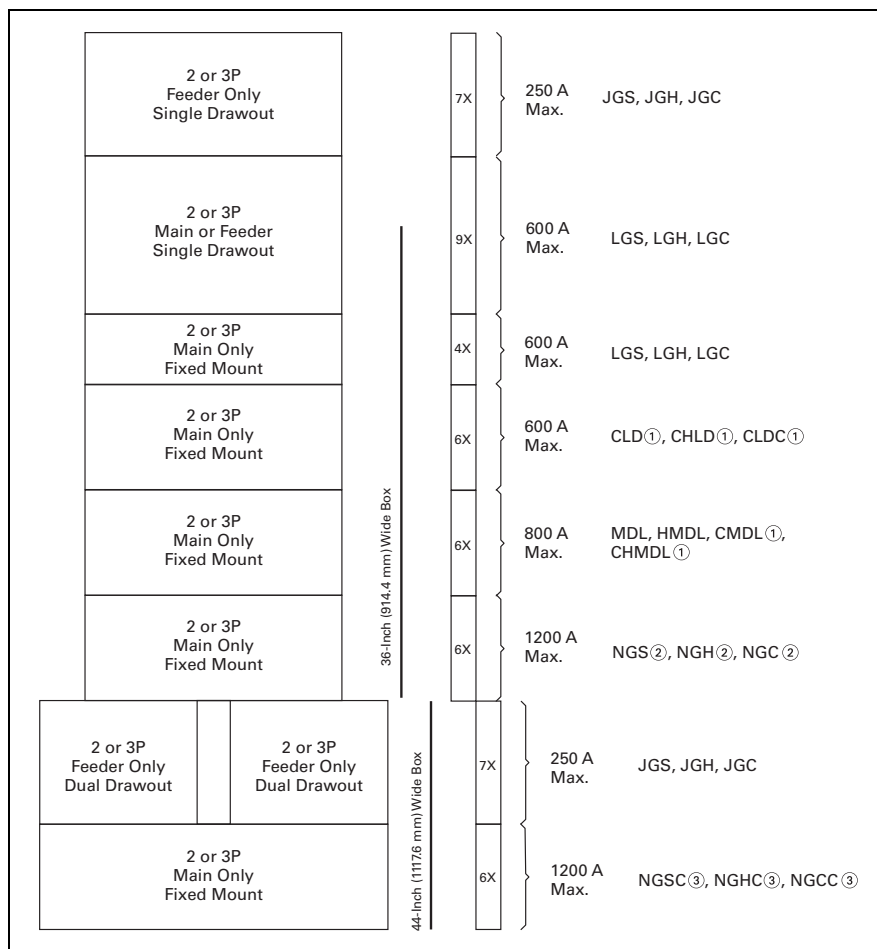 2 or 3P
Feeder Only
Single Drawout
7X
250 A
Max.
JGS, JGH, JGC
2 or 3P
Main or Feeder
Single Drawout
9X
600 A
Max.
LGS, LGH, LGC
2 or 3P
Main Only
Fixed Mount
4X
600 A
Max.
LGS, LGH, LGC
2 or 3P
Main Only
Fixed Mount
6X
600 A
Max.
CLD①, CHLD①, CLDC①
2 or 3P
Main Only
Fixed Mount
6X
800 A
Max.
MDL, HMDL, CMDL①,
CHMDL①
2 or 3P
Main Only
Fixed Mount
6X
1200 A
Max.
NGS②, NGH②, NGC②
36-Inch (914.4 mm) Wide Box
2 or 3P
Feeder Only
Dual Drawout
2 or 3P
Feeder Only
Dual Drawout
7X
250 A
Max.
JGS, JGH, JGC
2 or 3P
Main Only
Fixed Mount
6X
1200 A
Max.
NGSC③, NGHC③, NGCC③
44-Inch (1117.6 mm) Wide Box